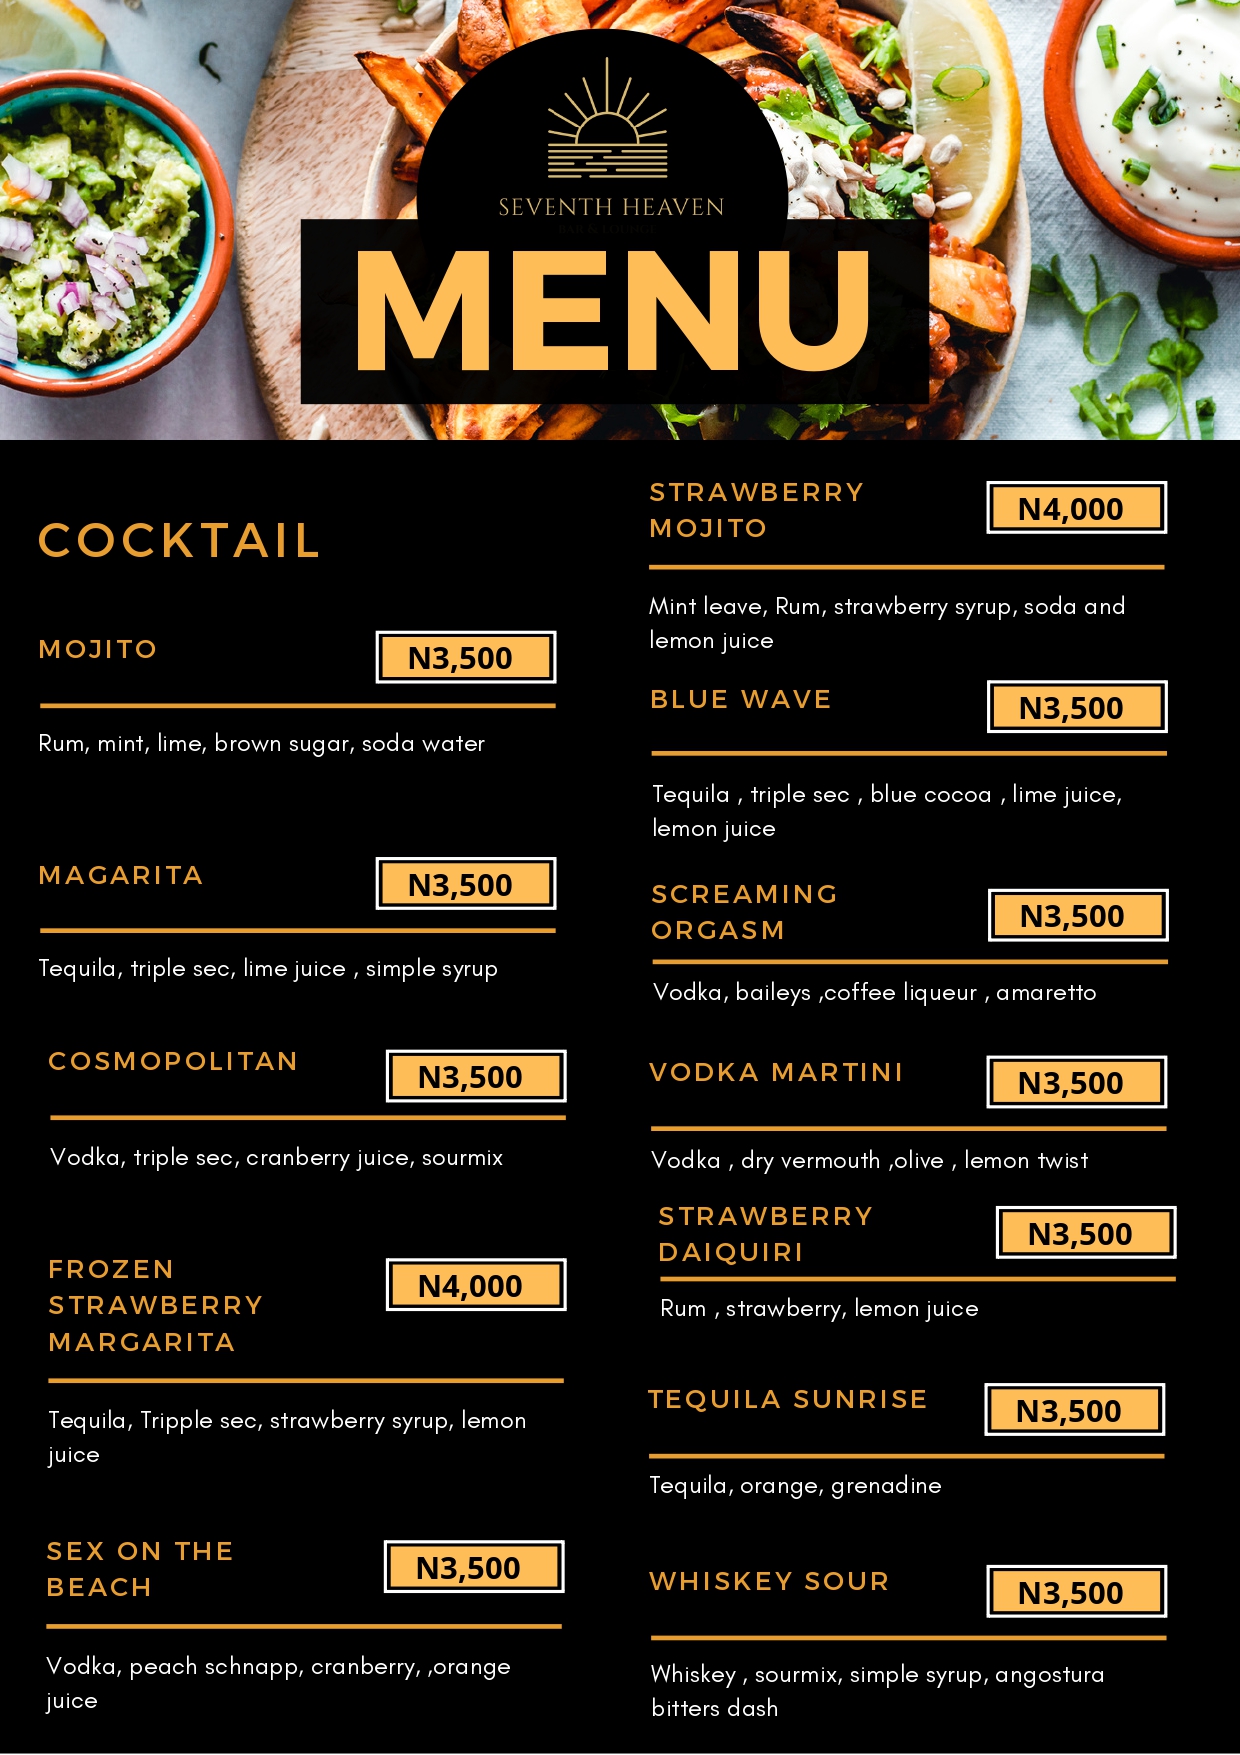 SEVENTH HEAVEN
BAR & LOUNGE
MENU
COCKTAIL
MOJITO
N3,500
Rum, mint, lime, brown sugar, soda water
MAGARITA
N3,500
Tequila, triple sec, lime juice , simple syrup
COSMOPOLITAN
N3,500
Vodka, triple sec, cranberry juice, sourmix
FROZEN
STRAWBERRY
MARGARITA
N4,000
Tequila, Tripple sec, strawberry syrup, lemon
juice
SEX ON THE
BEACH
N3,500
Vodka, peach schnapp, cranberry, ,orange
juice
STRAWBERRY
MOJITO
N4,000
Mint leave, Rum, strawberry syrup, soda and
lemon juice
BLUE WAVE
N3,500
Tequila , triple sec , blue cocoa , lime juice,
lemon juice
SCREAMING
ORGASM
N3,500
Vodka, baileys ,coffee liqueur , amaretto
VODKA MARTINI
N3,500
Vodka , dry vermouth ,olive , lemon twist
STRAWBERRY
DAIQUIRI
N3,500
Rum , strawberry, lemon juice
TEQUILA SUNRISE
N3,500
Tequila, orange, grenadine
WHISKEY SOUR
N3,500
Whiskey , sourmix, simple syrup, angostura
bitters dash